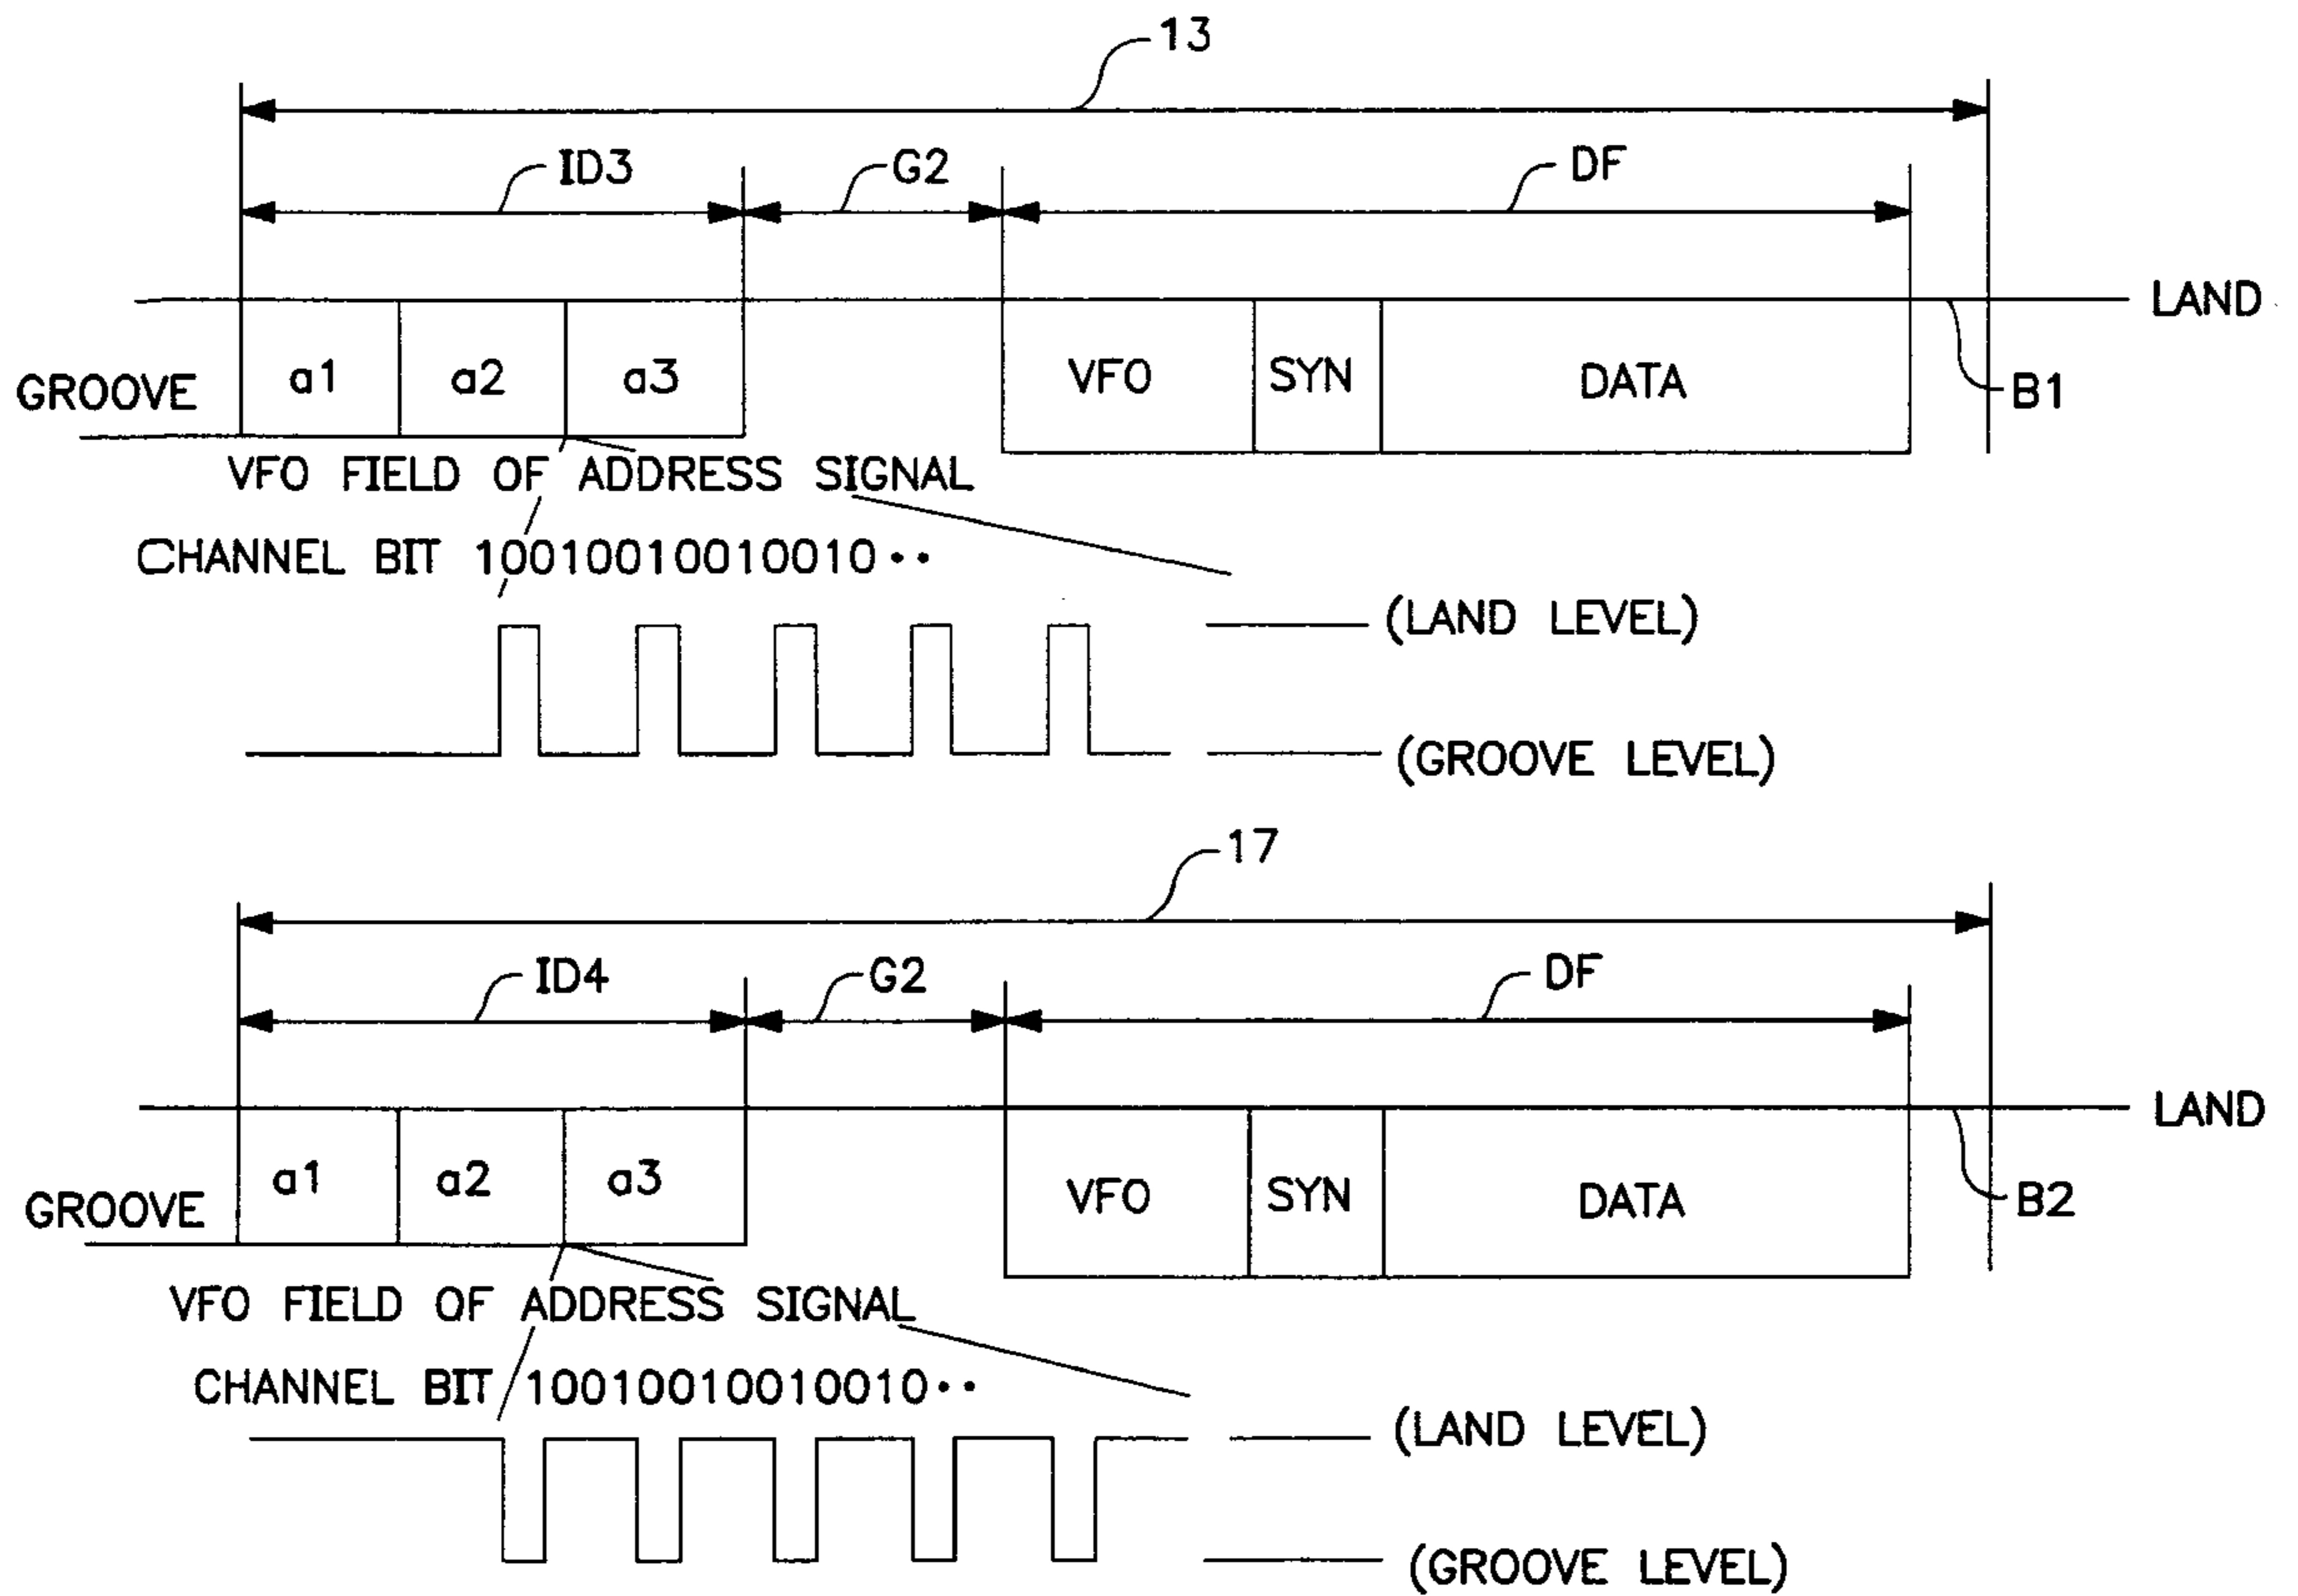 13
ID3 G2 DF
LAND
GROOVE a1 a2 a3 VFO SYN DATA B1
VFO FIELD OF ADDRESS SIGNAL
CHANNEL BIT 10010010010010··
(LAND LEVEL)
(GROOVE LEVEL)
17
ID4 G2 DF
LAND
GROOVE a1 a2 a3 VFO SYN DATA B2
VFO FIELD OF ADDRESS SIGNAL
CHANNEL BIT 10010010010010··
(LAND LEVEL)
(GROOVE LEVEL)